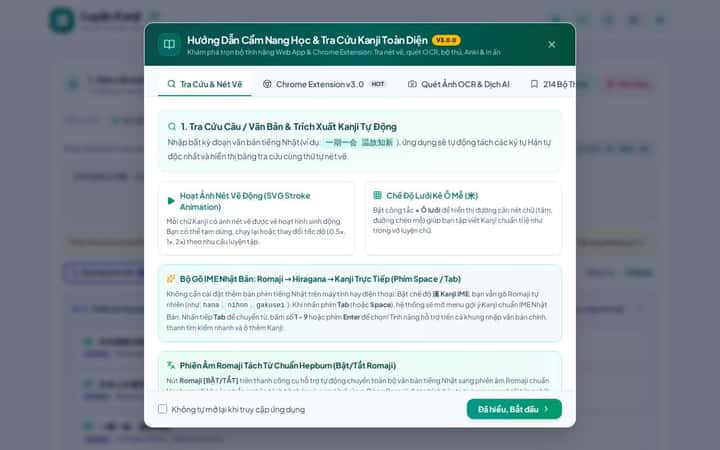 Hướng Dẫn Cẩm Nang Học & Tra Cứu Kanji Toàn Diện V3.0.0
Khám phá trọn bộ tính năng Web App & Chrome Extension: Tra nét vẽ, quét OCR, bộ thủ, Anki & In ấn
Tra Cứu & Nét Vẽ
Chrome Extension v3.0 HOT
Quét Ảnh OCR & Dịch AI
214 Bộ Th
1. Tra Cứu Câu / Văn Bản & Trích Xuất Kanji Tự Động
Nhập bất kỳ đoạn văn bản tiếng Nhật (ví dụ: 一期一会 温故知新 ), ứng dụng sẽ tự động tách các ký tự Hán tự
độc nhất và hiển thị bảng tra cứu cùng thứ tự nét vẽ.
Hoạt Ảnh Nét Vẽ Động (SVG Stroke
Animation)
Mỗi chữ Kanji có ảnh nét được vẽ hoạt hình sinh động.
Bạn có thể tạm dừng, chạy lại hoặc thay đổi tốc độ (0.5x,
1x, 2x) theo nhu cầu luyện tập.
Chế Độ Lưới Kẻ Ô Mễ (米)
Bật công tắc + Ô lưới để hiển thị đường căn nét chữ (tâm,
đường chéo mờ) giúp bạn tập viết Kanji chuẩn tỉ lệ như
trong vở luyện chữ.
Bộ Gõ IME Nhật Bản: Romaji → Hiragana → Kanji Trực Tiếp (Phím Space / Tab)
Không cần cài đặt thêm bàn phím tiếng Nhật trên máy tính hay điện thoại: Bật chế độ 漢 Kanji IME, bạn vẫn gõ Romaji tự
nhiên (như hana , nihon , gakusei ). Khi nhấn phím Tab (hoặc Space), hệ thống sẽ mở menu gợi ý Kanji chuẩn IME Nhật
Bản. Nhấn tiếp Tab để chuyển từ, bấm số 1 – 9 hoặc phím Enter để chọn! Tính năng hỗ trợ trên cả khung nhập văn bản chính,
thanh tìm kiếm nhanh và ô thêm Kanji.
Phiên Âm Romaji Tách Từ Chuẩn Hepburn (Bật/Tắt Romaji)
Nút Romaji [BẬT/TẮT] trên thanh công cụ hỗ trợ tự động chuyển toàn bộ văn bản tiếng Nhật sang phiên âm Romaji chuẩn
Không tự mở lại khi truy cập ứng dụng
Đã hiểu, Bắt đầu